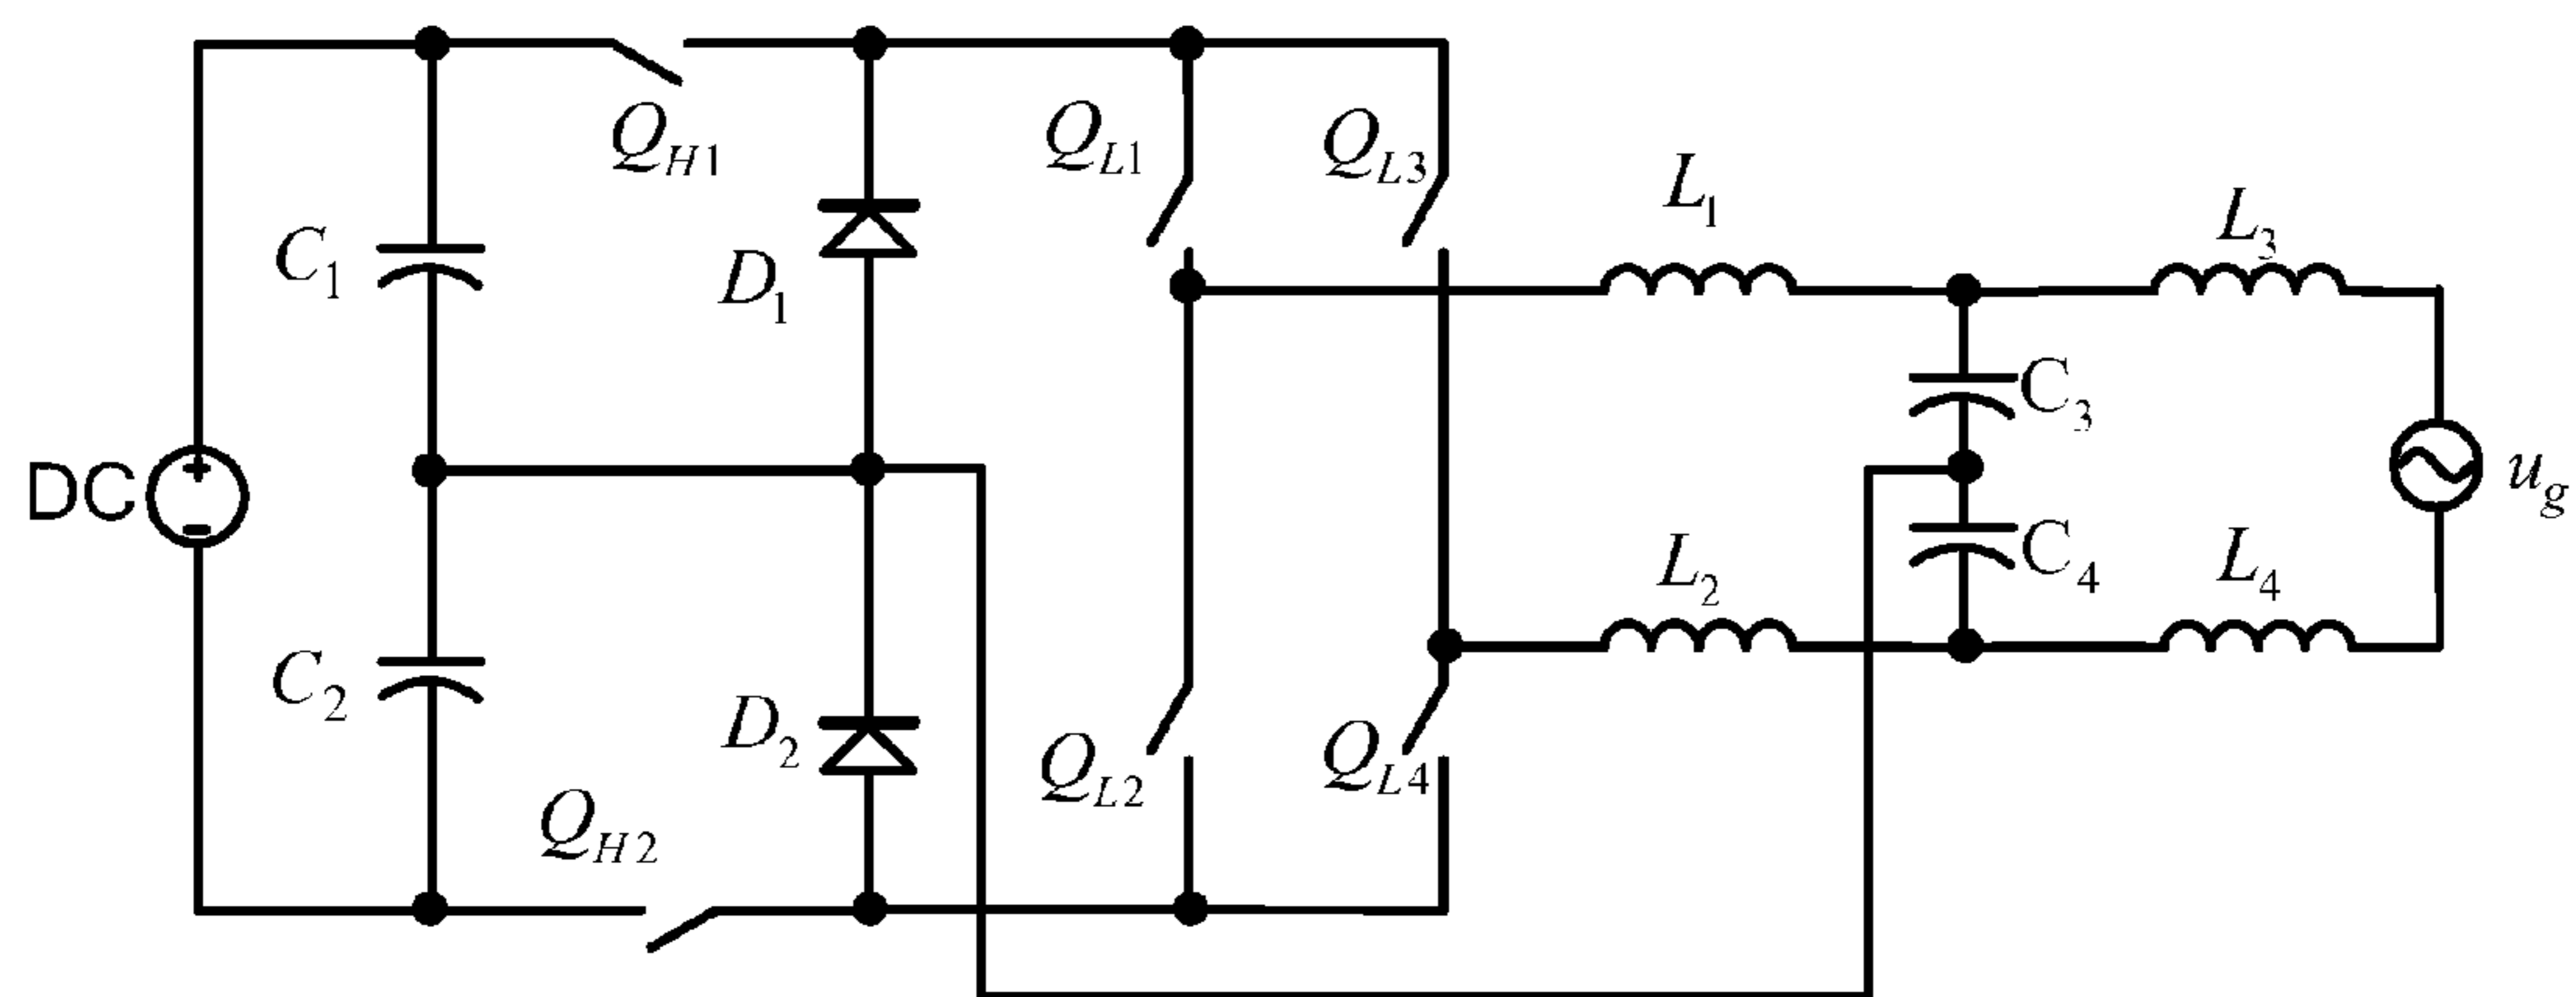 Q_{H1}
Q_{L1}
Q_{L3}
L_1
L_3
C_1
D_1
C_3
DC
+
-
u_g
C_4
L_2
L_4
C_2
D_2
Q_{L2}
Q_{L4}
Q_{H2}